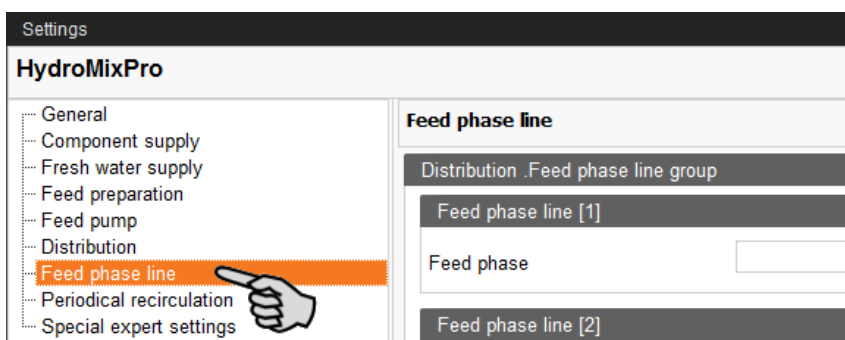 Settings
HydroMixPro
General
Component supply
Fresh water supply
Feed preparation
Feed pump
Distribution
Feed phase line
Periodical recirculation
Special expert settings
Feed phase line
Distribution .Feed phase line group
Feed phase line [1]
Feed phase
Feed phase line [2]